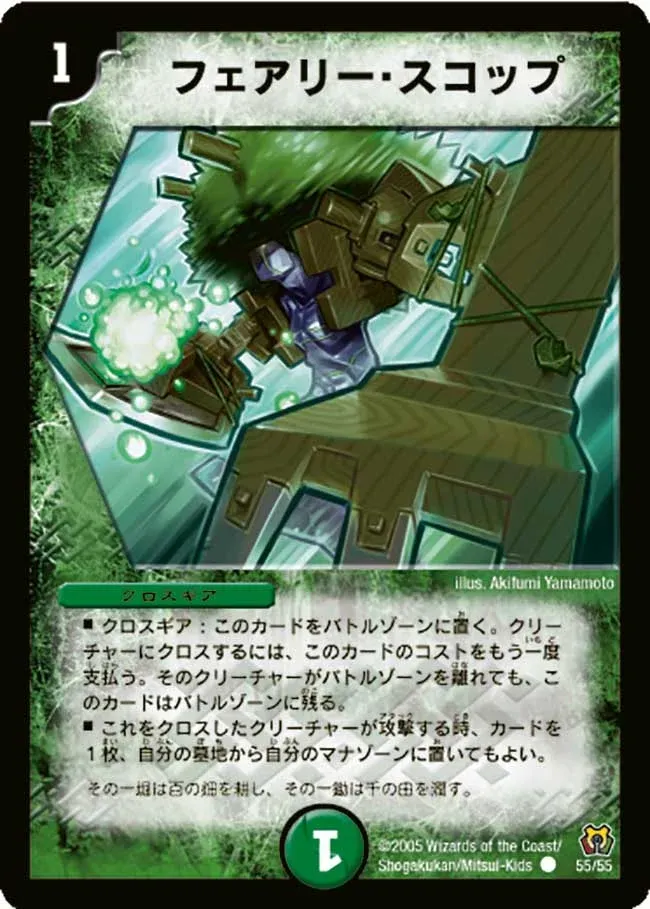 1
フェアリー・スコップ
illus. Akifumi Yamamoto
クロスギア
■ クロスギア：このカードをバトルゾーンに置く。クリー
チャーにクロスするには、このカードのコストをもう一度
支払う。そのクリーチャーがバトルゾーンを離れても、こ
のカードはバトルゾーンに残る。
■ これをクロスしたクリーチャーが攻撃する時、カードを
1枚、自分の墓地から自分のマナゾーンに置いてもよい。
その一堀は百の畑を耕し、その一鋤は千の田を潤す。
1
©2005 Wizards of the Coast/
Shogakukan/Mitsui-Kids
55/55